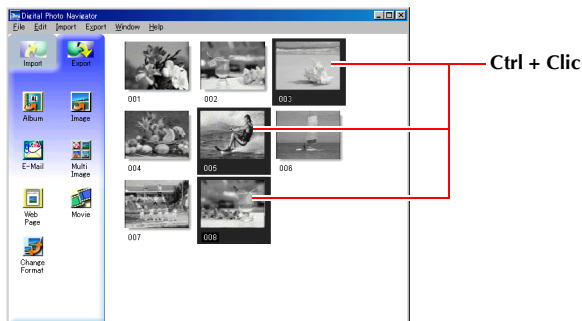 Digital Photo Navigator
File Edit Import Export Window Help
Import Export
Album Image
E-Mail Multi Image
Web Page Movie
Change Format
001 002 003
004 005 006
007 008
Ctrl + Clic